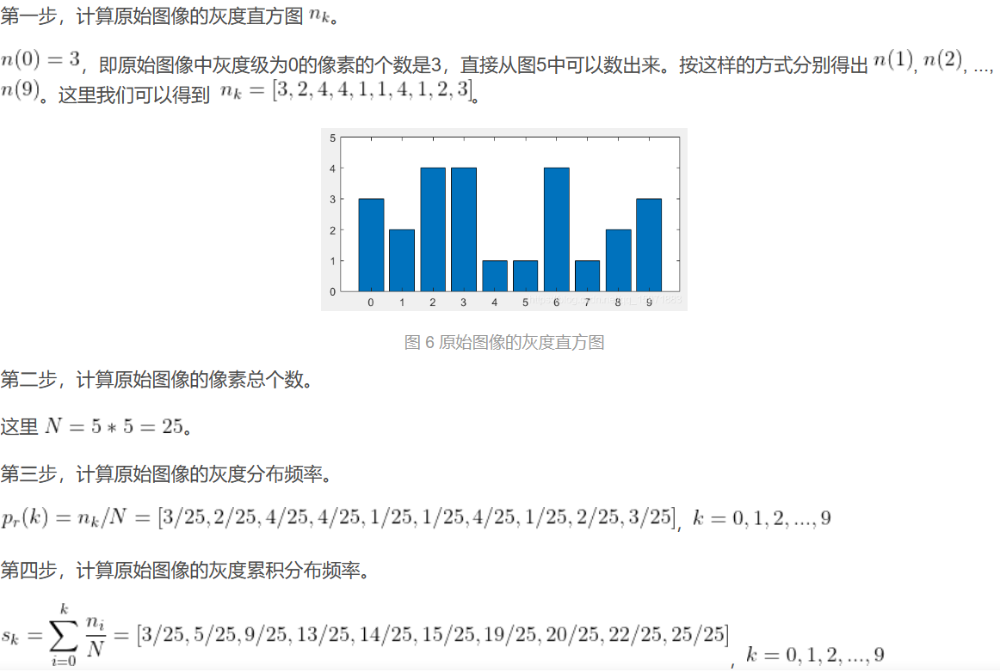 第一步，计算原始图像的灰度直方图 n_k。
n(0) = 3，即原始图像中灰度级为0的像素的个数是3，直接从图5中可以数出来。按这样的方式分别得出 n(1), n(2), ...,
n(9)。这里我们可以得到 n_k = [3, 2, 4, 4, 1, 1, 4, 1, 2, 3]。
5
4
3
2
1
0
0 1 2 3 4 5 6 7 8 9
图 6 原始图像的灰度直方图
第二步，计算原始图像的像素总个数。
这里 N = 5 ∗ 5 = 25。
第三步，计算原始图像的灰度分布频率。
p_r(k) = n_k/N = [3/25, 2/25, 4/25, 4/25, 1/25, 1/25, 4/25, 1/25, 2/25, 3/25], k = 0, 1, 2, ..., 9
第四步，计算原始图像的灰度累积分布频率。
s_k = ∑_{i=0}^{k} n_i/N = [3/25, 5/25, 9/25, 13/25, 14/25, 15/25, 19/25, 20/25, 22/25, 25/25], k = 0, 1, 2, ..., 9